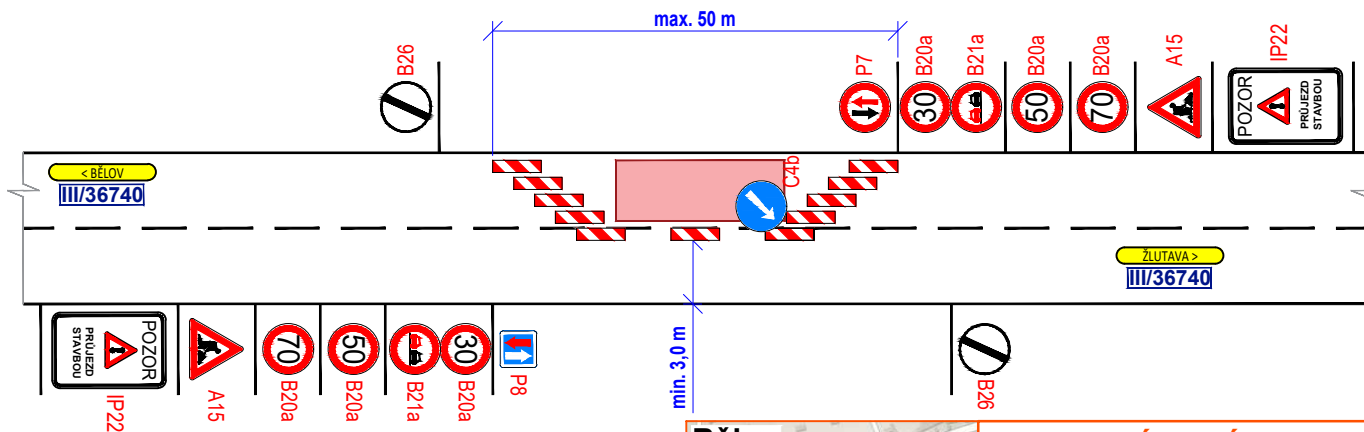 max. 50 m
B26
P7
B20a
B21a
B20a
B20a
A15
IP22
30
50
70
POZOR
PRŮJEZD
STAVBOU
< BĚLOV
III/36740
C4b
ŽLUTAVA >
III/36740
min. 3,0 m
POZOR
PRŮJEZD
STAVBOU
70
50
30
IP22
A15
B20a
B20a
B21a
B20a
P8
B26